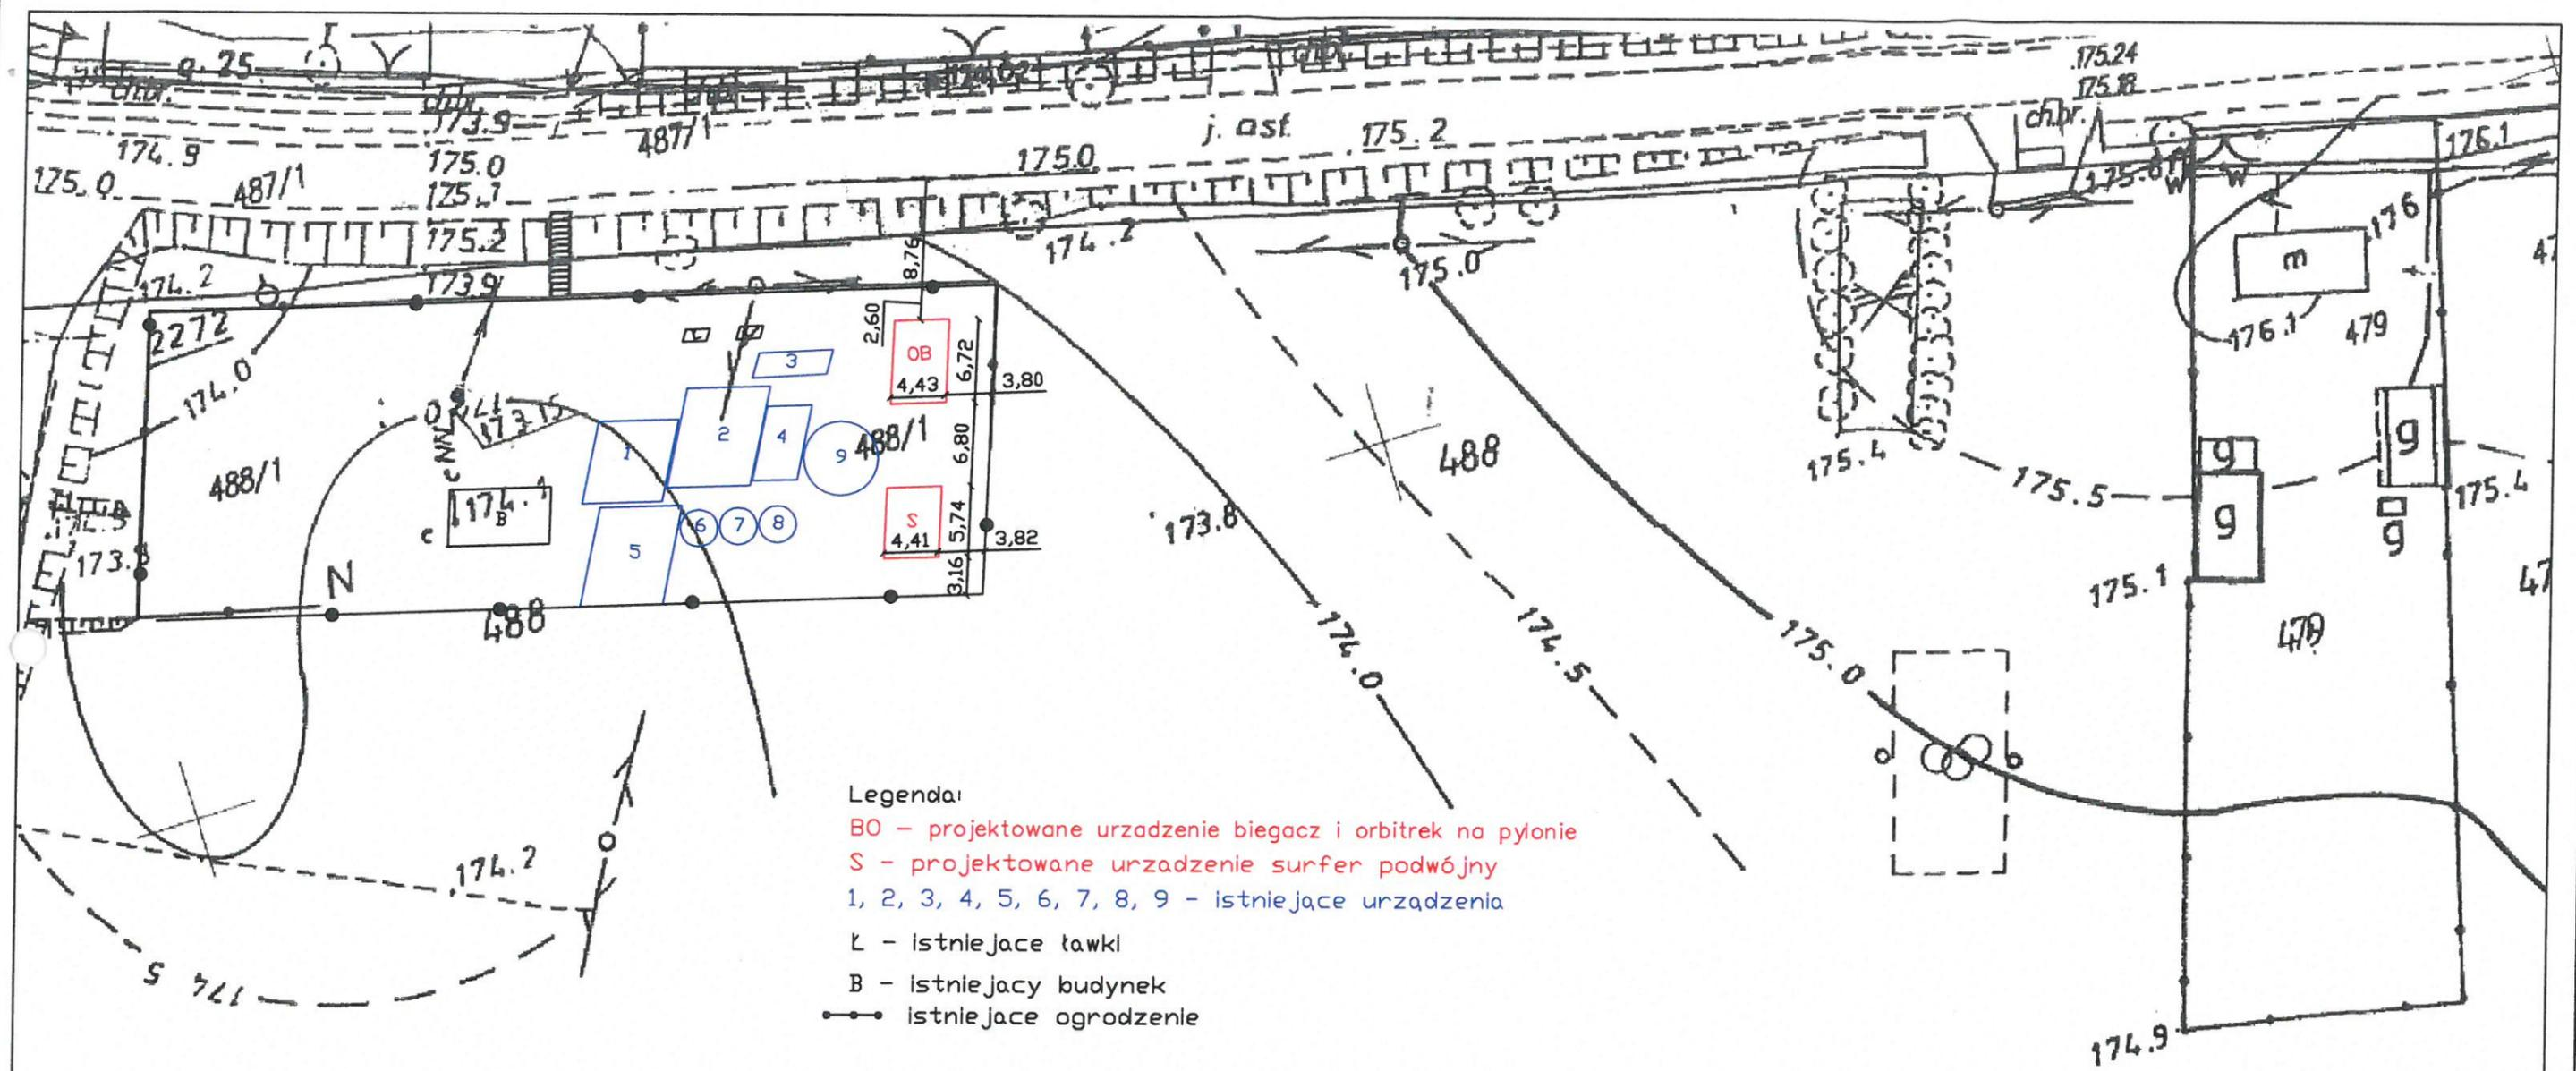 g.25
ch.br.
ch.br.
173.9
487/1
j. asf.
175.2
ch.br.
175.24
175.18
176.1
174.9
175.0
175.0
175.0
487/1
175.1
175.2
174.2
173.9
174.2
175.0
w
w
176
m
176.1
479
2272
174.0
8,76
2,60
OB
6,72
4,43
3,80
Ł
3
1
2
4
9
488/1
6,80
488/1
eNN
173.15
174.1
B
e
5
6
7
8
S
4,41
5,74
3,82
3,16
173.8
488
175.4
175.5
g
g
g
g
175.4
47
175.1
479
N
488
174.0
174.5
175.0
174.2
174.5
174.9
Legenda:
BO – projektowane urzadzenie biegacz i orbitrek na pylonie
S – projektowane urzadzenie surfer podwójny
1, 2, 3, 4, 5, 6, 7, 8, 9 – istniejące urządzenia
Ł – istniejace ławki
B – istniejacy budynek
istniejace ogrodzenie